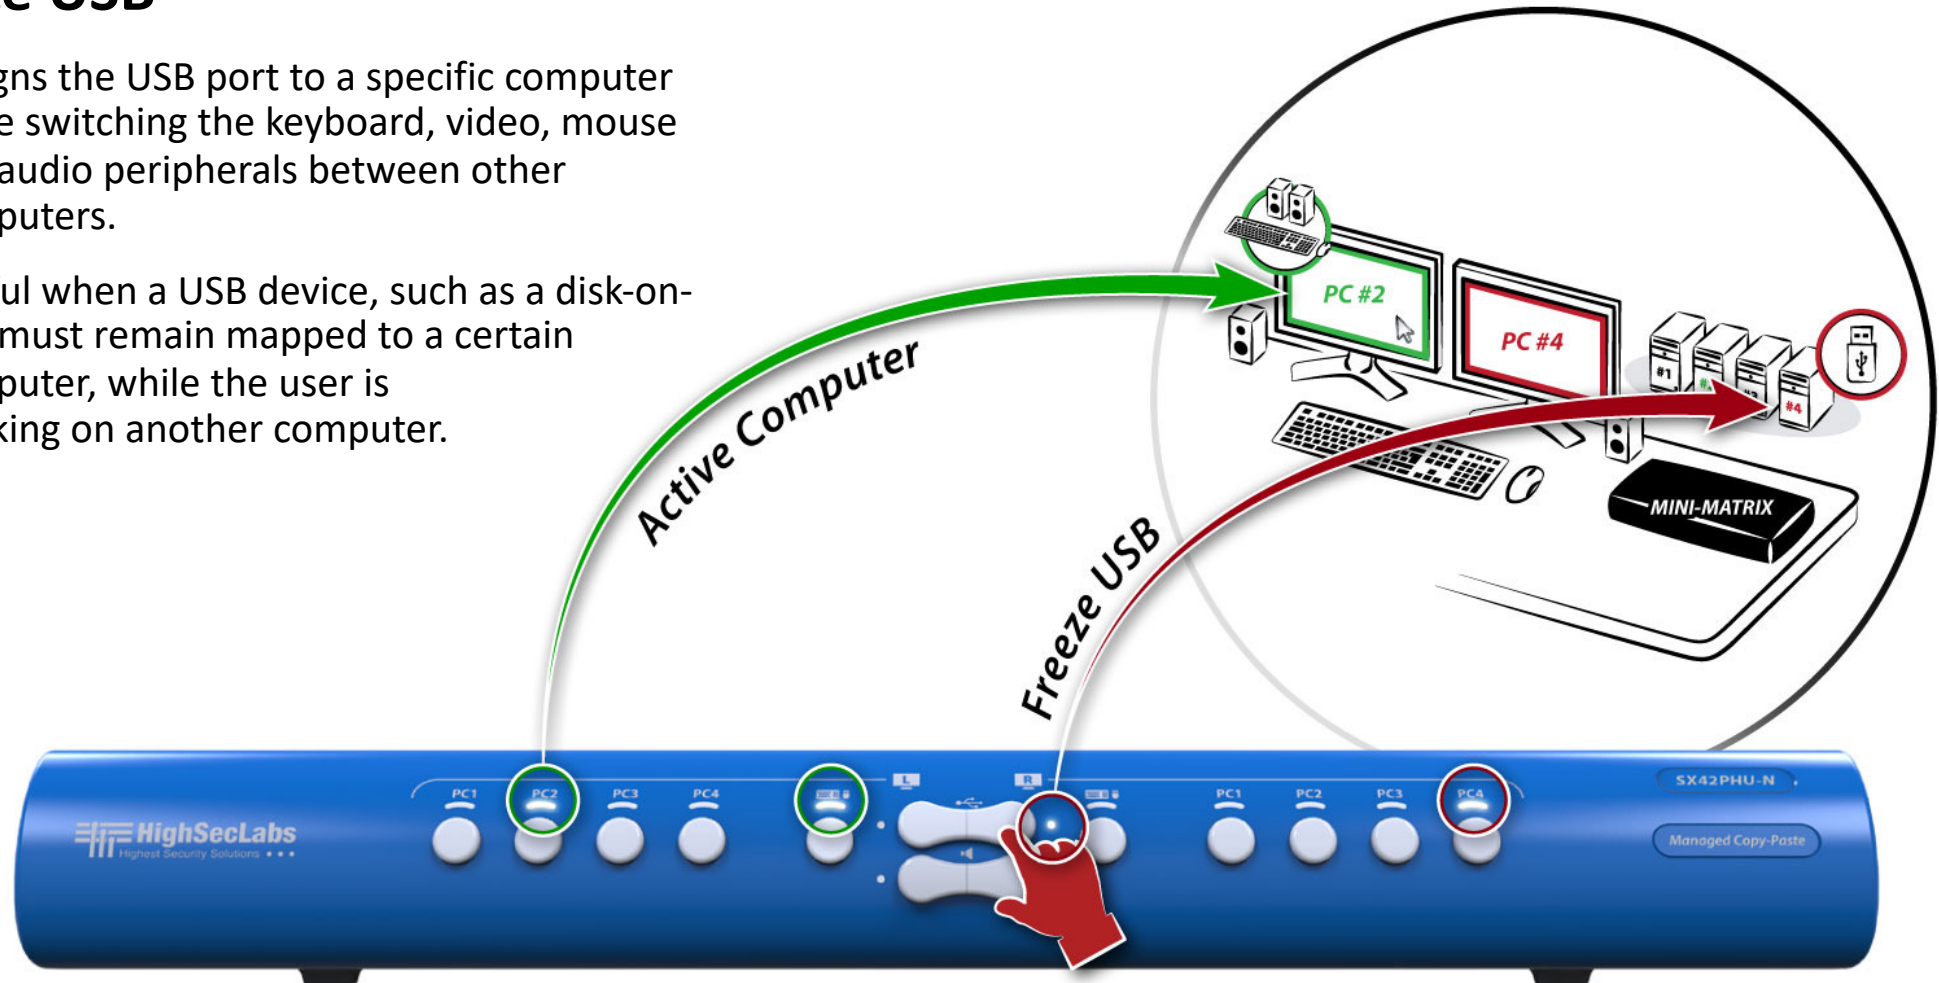 USB
gns the USB port to a specific computer
e switching the keyboard, video, mouse
audio peripherals between other
puters.
ul when a USB device, such as a disk-on-
must remain mapped to a certain
puter, while the user is
king on another computer.
Active Computer
Freeze USB
PC #2
PC #4
#1
#3
#4
MINI-MATRIX
L
R
PC1
PC2
PC3
PC4
PC1
PC2
PC3
PC4
SX42PHU-N
HighSecLabs
Highest Security Solutions
Managed Copy-Paste